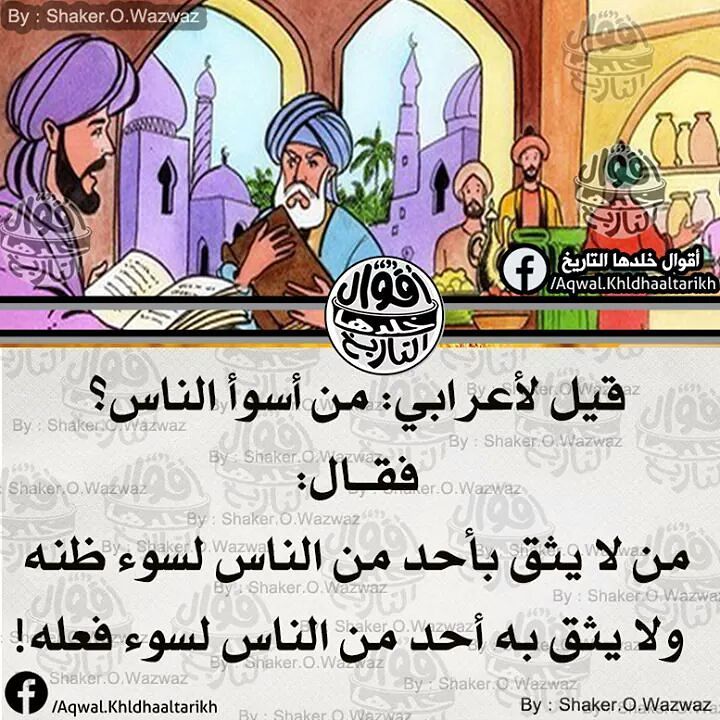 By : Shaker.O.Wazwaz
أقوال خلدها التاريخ
/Aqwal.Khldhaaltarikh
أقوال
خلدها
التاريخ
قيل لأعرابي: من أسوأ الناس؟
فقــال:
من لا يثق بأحد من الناس لسوء ظنه
ولا يثق به أحد من الناس لسوء فعله!
/Aqwal.Khldhaaltarikh
By : Shaker.O.Wazwaz